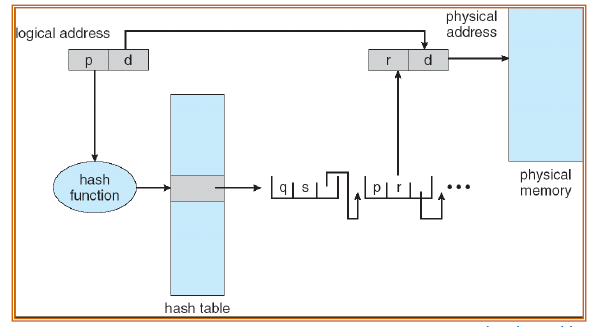 physical
address
logical address
p d
r d
hash
function
q s
p r
•••
physical
memory
hash table